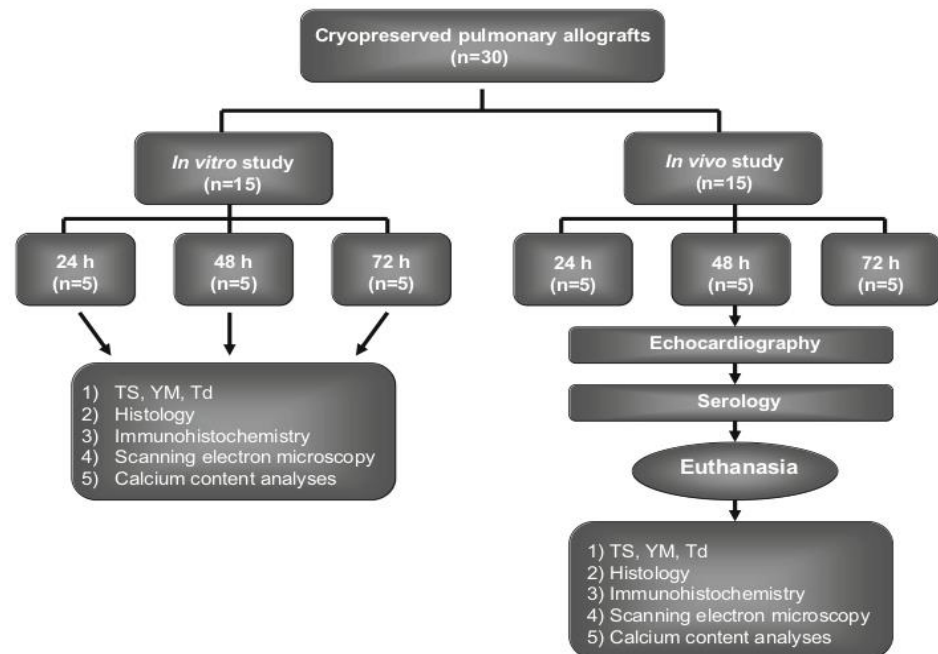 Cryopreserved pulmonary allografts
(n=30)
In vitro study
(n=15)
In vivo study
(n=15)
24 h
(n=5)
48 h
(n=5)
72 h
(n=5)
24 h
(n=5)
48 h
(n=5)
72 h
(n=5)
Echocardiography
Serology
Euthanasia
1) TS, YM, Td
2) Histology
3) Immunohistochemistry
4) Scanning electron microscopy
5) Calcium content analyses
1) TS, YM, Td
2) Histology
3) Immunohistochemistry
4) Scanning electron microscopy
5) Calcium content analyses